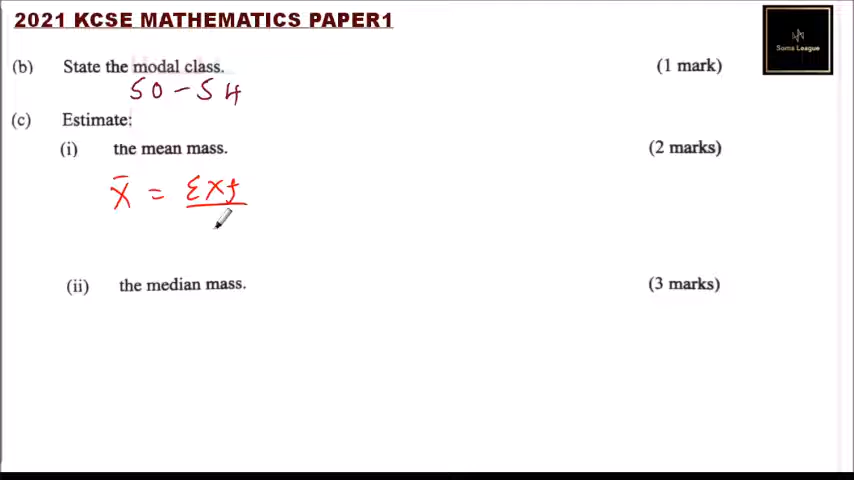 2021 KCSE MATHEMATICS PAPER1
Soma League
(b) State the modal class. (1 mark)
50 - 54
(c) Estimate:
(i) the mean mass. (2 marks)
x̄ = Σxf
(ii) the median mass. (3 marks)